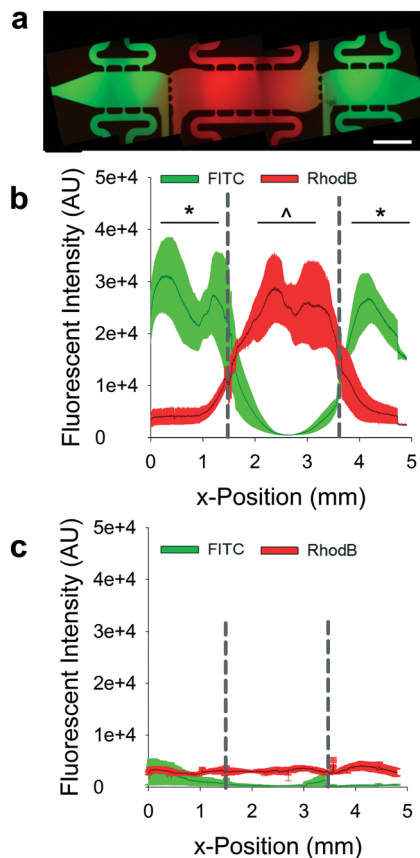 a
b
FITC RhodB
* ^ *
Fluorescent Intensity (AU)
5e+4
4e+4
3e+4
2e+4
1e+4
0
0 1 2 3 4 5
x-Position (mm)
c
FITC RhodB
Fluorescent Intensity (AU)
5e+4
4e+4
3e+4
2e+4
1e+4
0
0 1 2 3 4 5
x-Position (mm)